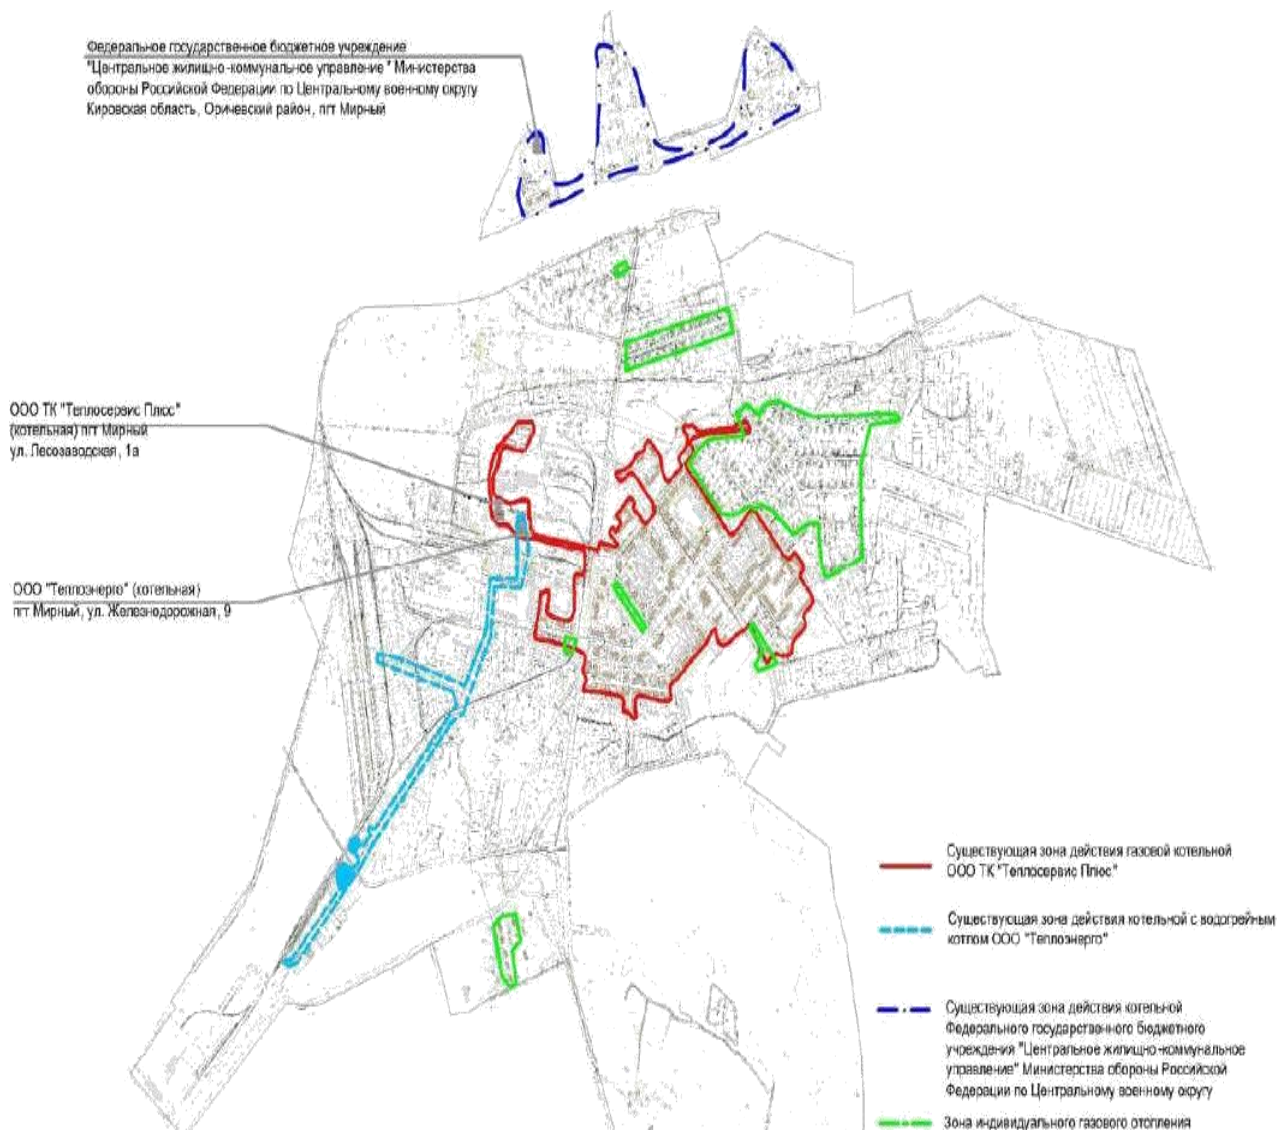 Федеральное государственное бюджетное учреждение
"Центральное жилищно-коммунальное управление" Министерства
обороны Российской Федерации по Центральному военному округу
Кировская область, Оричевский район, пгт Мирный
ООО ТК "Теплосервис Плюс"
(котельная) пгт Мирный
ул. Лесозаводская, 1а
ООО "Теплоэнерго" (котельная)
пгт Мирный, ул. Железнодорожная, 9
Существующая зона действия газовой котельной
ООО ТК "Теплосервис Плюс"
Существующая зона действия котельной с водогрейным
котлом ООО "Теплоэнерго"
Существующая зона действия котельной
Федерального государственного бюджетного
учреждения "Центральное жилищно-коммунальное
управление" Министерства обороны Российской
Федерации по Центральному военному округу
Зона индивидуального газового отопления